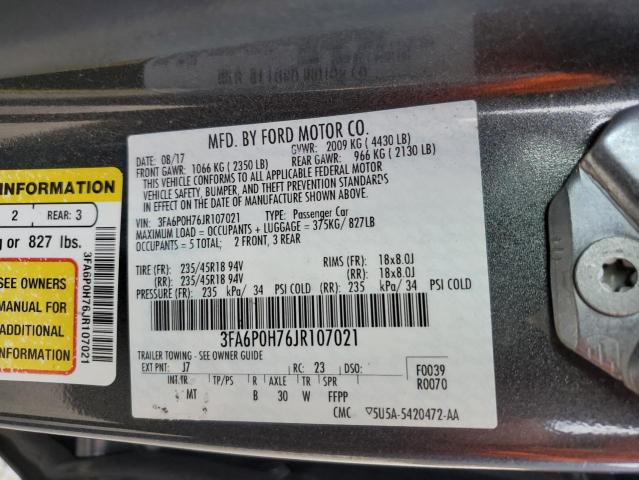 MFD. BY FORD MOTOR CO.
DATE: 08/17 GVWR: 2009 KG ( 4430 LB)
FRONT GAWR: 1066 KG ( 2350 LB) REAR GAWR: 966 KG ( 2130 LB)
THIS VEHICLE CONFORMS TO ALL APPLICABLE FEDERAL MOTOR
VEHICLE SAFETY, BUMPER, AND THEFT PREVENTION STANDARDS
IN EFFECT ON THE DATE OF MANUFACTURE SHOWN ABOVE.
VIN: 3FA6P0H76JR107021 TYPE: Passenger Car
MAXIMUM LOAD = OCCUPANTS + LUGGAGE = 375KG/ 827LB
OCCUPANTS = 5 TOTAL; 2 FRONT, 3 REAR
TIRE (FR): 235/45R18 94V RIMS (FR): 18x8.0J
(RR): 235/45R18 94V (RR): 18x8.0J
PRESSURE (FR): 235 kPa/ 34 PSI COLD (RR): 235 kPa/ 34 PSI COLD
3FA6P0H76JR107021
TRAILER TOWING - SEE OWNER GUIDE
EXT PNT: J7 RC: 23 DSO: F0039
R0070
INT TR TP/PS R AXLE TR SPR
MT B 30 W FFPP
CMC ▽5U5A-5420472-AA
INFORMATION
2 REAR: 3
or 827 lbs.
SEE OWNERS
MANUAL FOR
ADDITIONAL
INFORMATION
3FA6P0H76JR107021